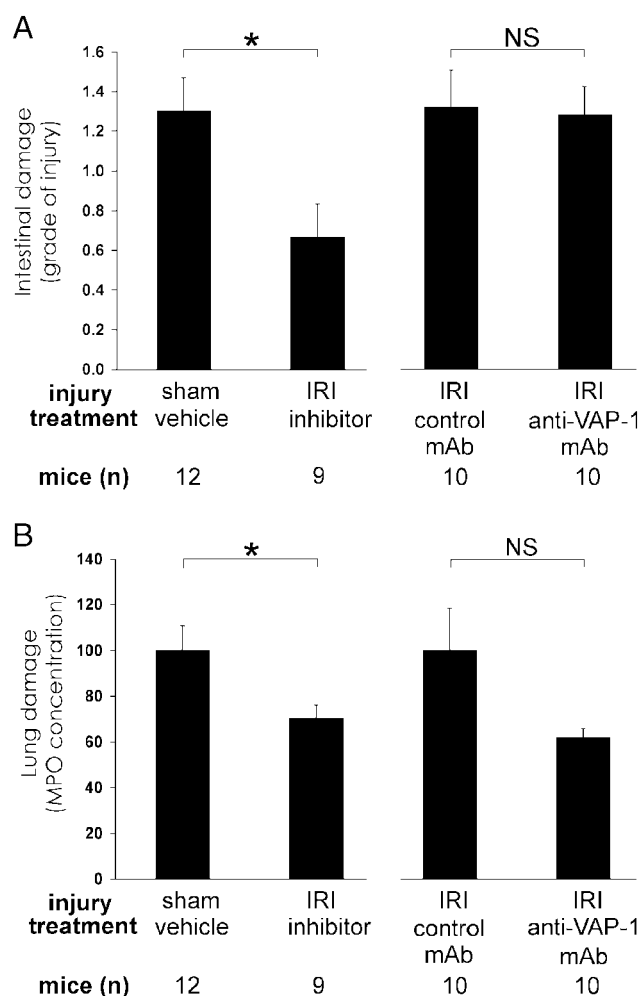 A
* NS
1.6
1.4
1.2
1.0
0.8
0.6
0.4
0.2
0.0
Intestinal damage
(grade of injury)
injury sham IRI IRI IRI
treatment vehicle inhibitor control anti-VAP-1
mAb mAb
mice (n) 12 9 10 10
B
* NS
140
120
100
80
60
40
20
0
Lung damage
(MPO concentration)
injury sham IRI IRI IRI
treatment vehicle inhibitor control anti-VAP-1
mAb mAb
mice (n) 12 9 10 10